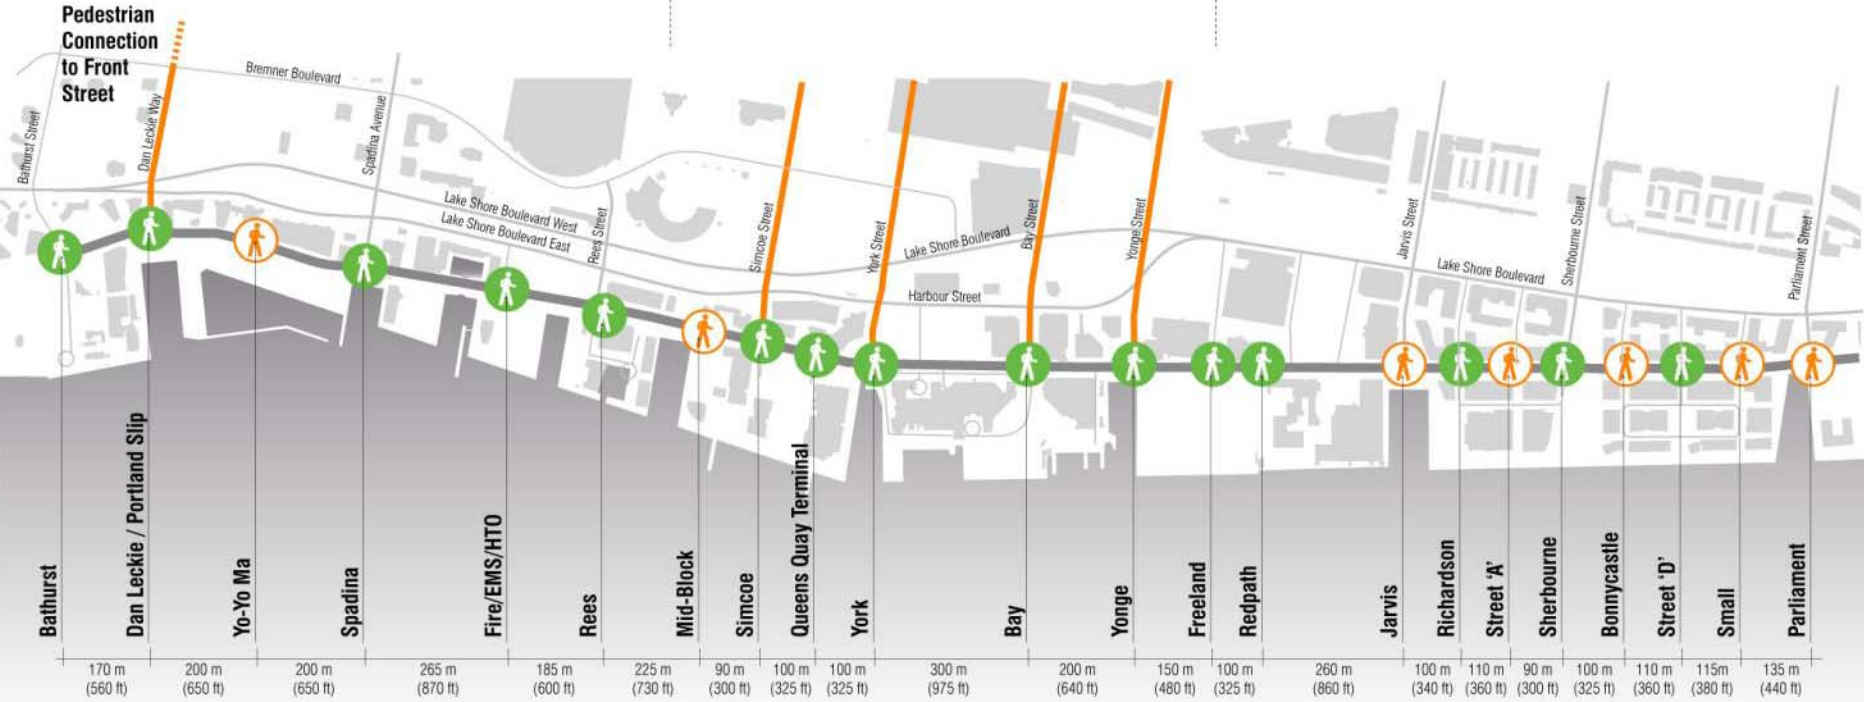 Pedestrian
Connection
to Front
Street
Bremner Boulevard
Bathurst Street
Dan Leckie Way
Spadina Avenue
Lake Shore Boulevard West
Lake Shore Boulevard East
Rees Street
Simcoe Street
York Street
Lake Shore Boulevard
Harbour Street
Bay Street
Yonge Street
Jarvis Street
Lake Shore Boulevard
Sherbourne Street
Parliament Street
Bathurst
Dan Leckie / Portland Slip
Yo-Yo Ma
Spadina
Fire/EMS/HTO
Rees
Mid-Block
Simcoe
Queens Quay Terminal
York
Bay
Yonge
Freeland
Redpath
Jarvis
Richardson
Street ‘A’
Sherbourne
Bonnycastle
Street ‘D’
Small
Parliament
170 m
(560 ft)
200 m
(650 ft)
200 m
(650 ft)
265 m
(870 ft)
185 m
(600 ft)
225 m
(730 ft)
90 m
(300 ft)
100 m
(325 ft)
100 m
(325 ft)
300 m
(975 ft)
200 m
(640 ft)
150 m
(480 ft)
100 m
(325 ft)
260 m
(860 ft)
100 m
(340 ft)
110 m
(360 ft)
90 m
(300 ft)
100 m
(325 ft)
110 m
(360 ft)
115m
(380 ft)
135 m
(440 ft)